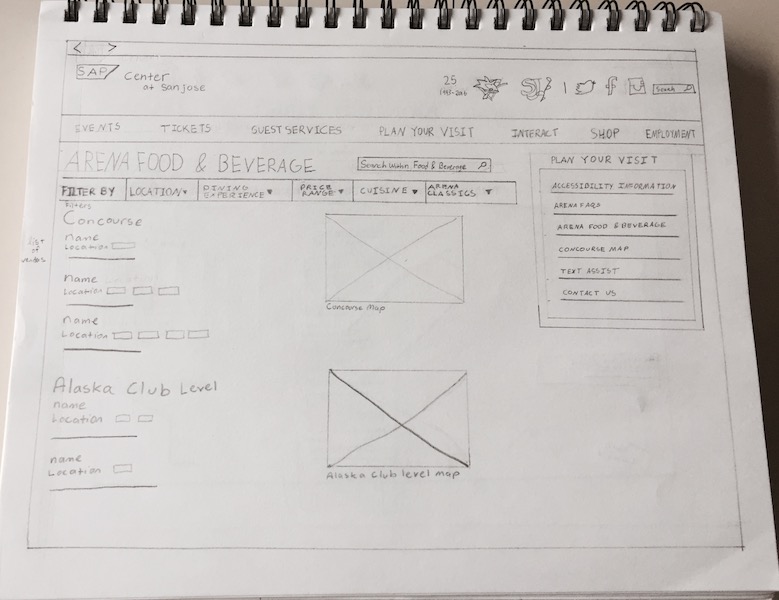 < >
SAP Center
at San Jose
25
Search
EVENTS TICKETS GUEST SERVICES PLAN YOUR VISIT INTERACT SHOP EMPLOYMENT
ARENA FOOD & BEVERAGE
Search within Food & Beverage
FILTER BY LOCATION DINING EXPERIENCE PRICE RANGE CUISINE ARENA CLASSICS
Filters
Concourse
name
Location
name
Location
name
Location
list
of
vendors
Concourse Map
Alaska Club Level
name
Location
name
Location
Alaska Club level map
PLAN YOUR VISIT
ACCESSIBILITY INFORMATION
ARENA FAQS
ARENA FOOD & BEVERAGE
CONCOURSE MAP
TEXT ASSIST
CONTACT US